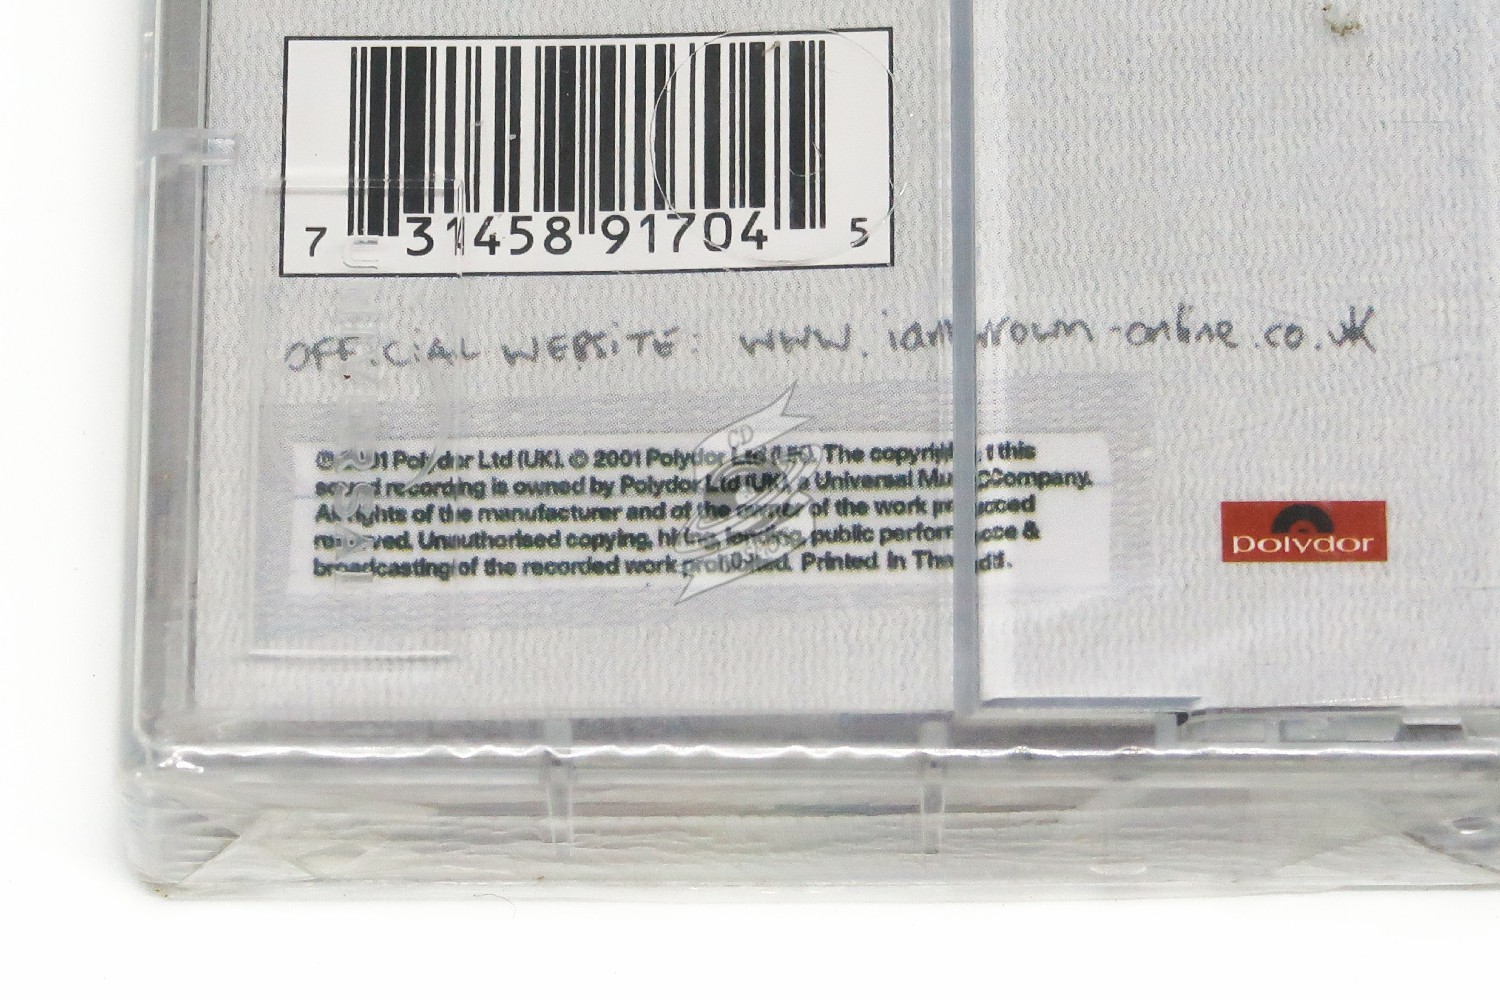 7 31458 91704 5
OFFICIAL WEBSITE: www.ianbrown-online.co.uk
℗ 2001 Polydor Ltd (UK). © 2001 Polydor Ltd (UK). The copyright this
sound recording is owned by Polydor Ltd (UK), a Universal Music Company.
All rights of the manufacturer and of the owner of the work produced
reserved. Unauthorised copying, hiring, lending, public performance &
broadcasting of the recorded work prohibited. Printed In The
polydor
CD